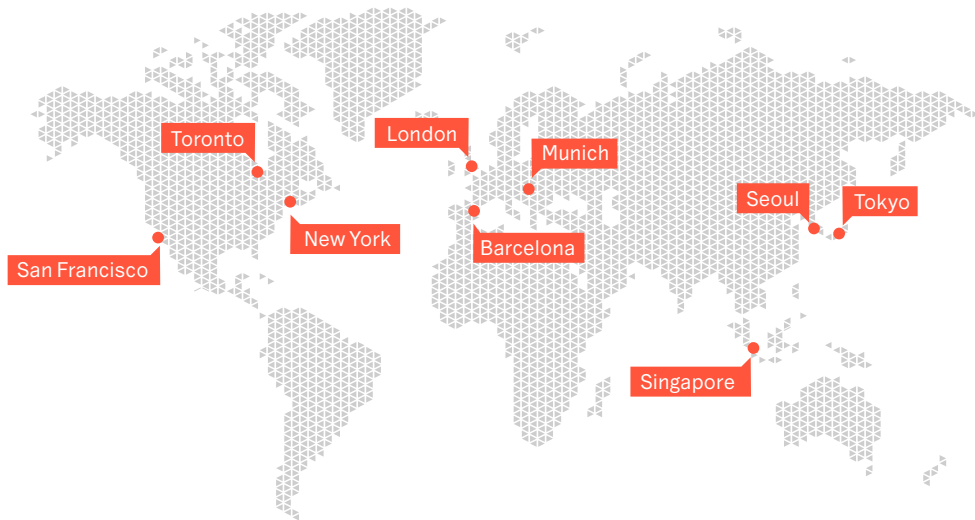 Toronto
London
Munich
Seoul
Tokyo
New York
Barcelona
San Francisco
Singapore